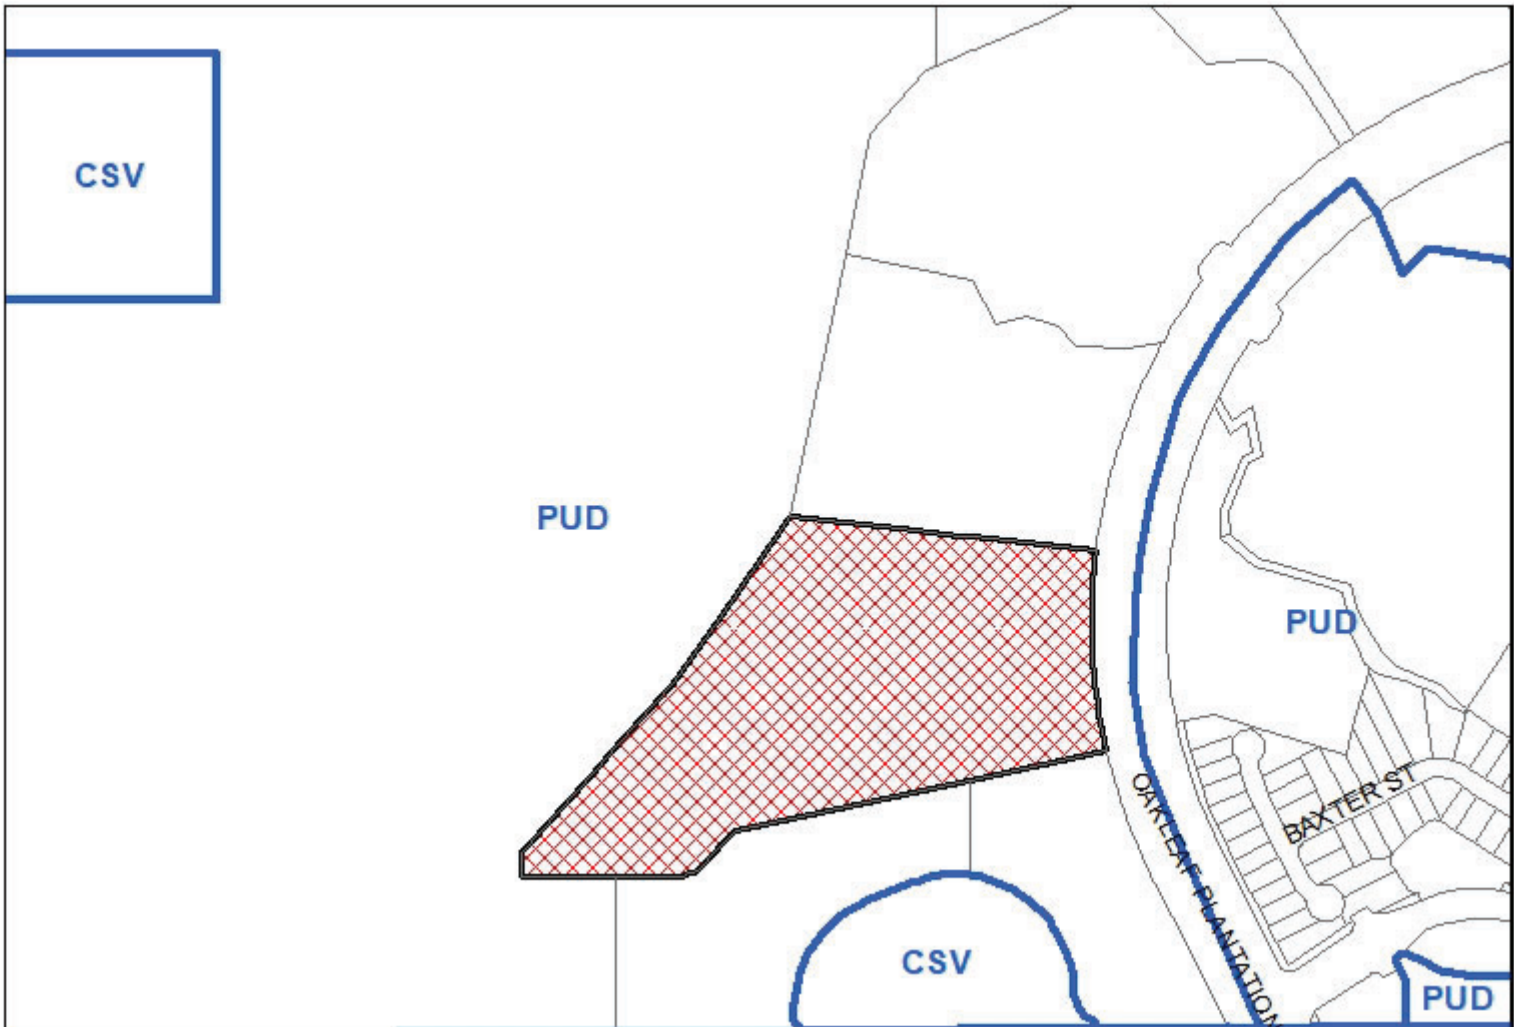 CSV
PUD
PUD
BAXTER ST
OAKLEAF PLANTATION
CSV
PUD